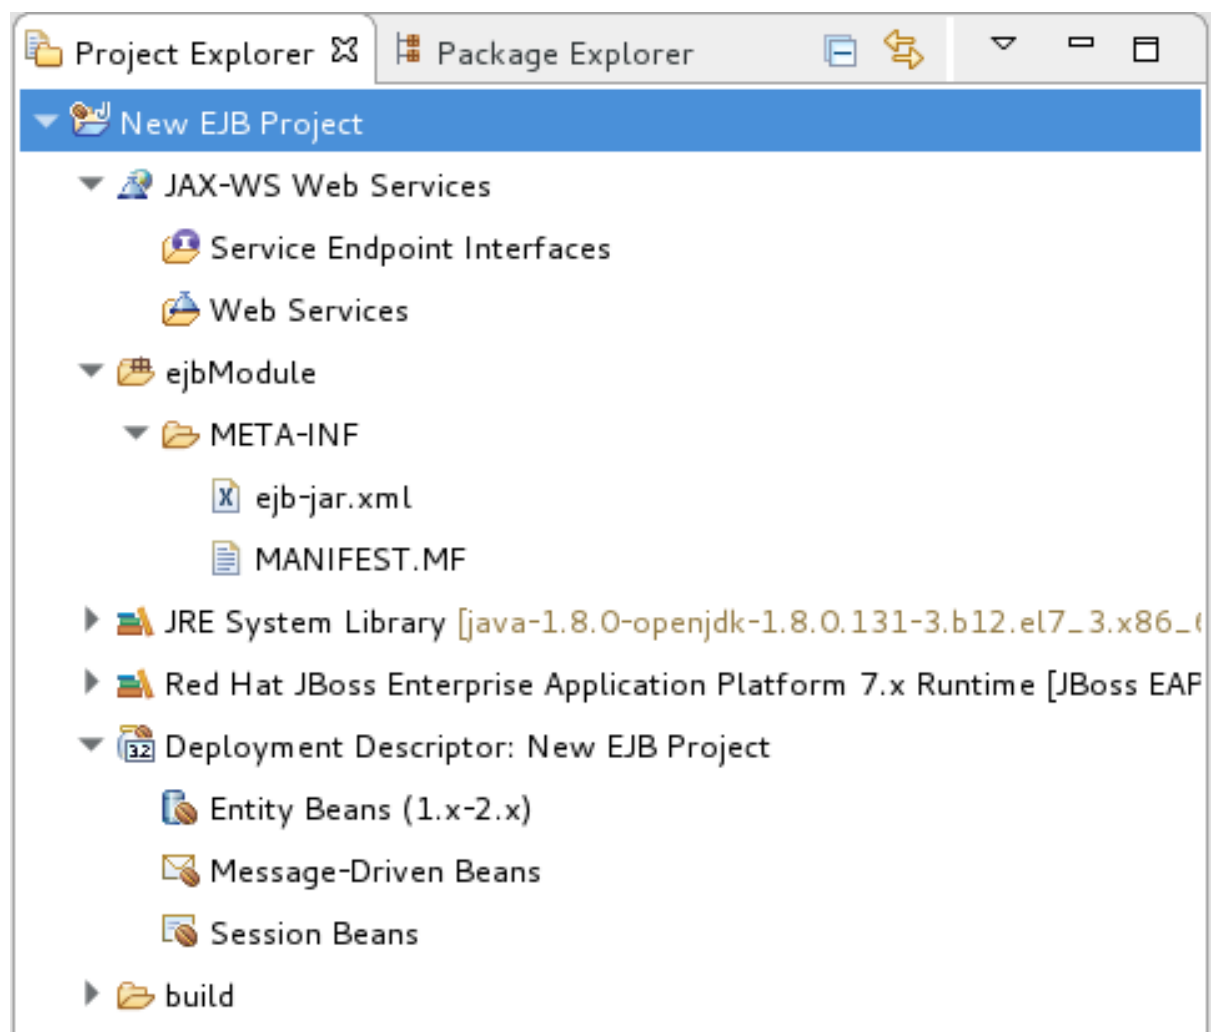 Project Explorer Package Explorer
New EJB Project
JAX-WS Web Services
Service Endpoint Interfaces
Web Services
ejbModule
META-INF
ejb-jar.xml
MANIFEST.MF
JRE System Library [java-1.8.0-openjdk-1.8.0.131-3.b12.el7_3.x86_6
Red Hat JBoss Enterprise Application Platform 7.x Runtime [JBoss EAP
Deployment Descriptor: New EJB Project
Entity Beans (1.x-2.x)
Message-Driven Beans
Session Beans
build